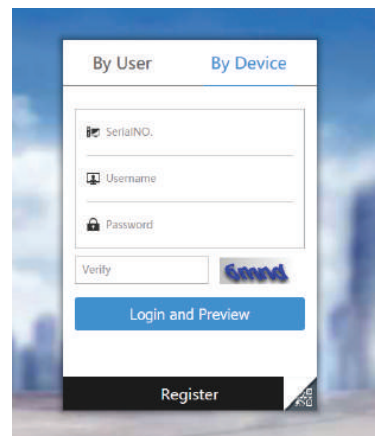 By User By Device
SerialNO.
Username
Password
Verify
Login and Preview
Register